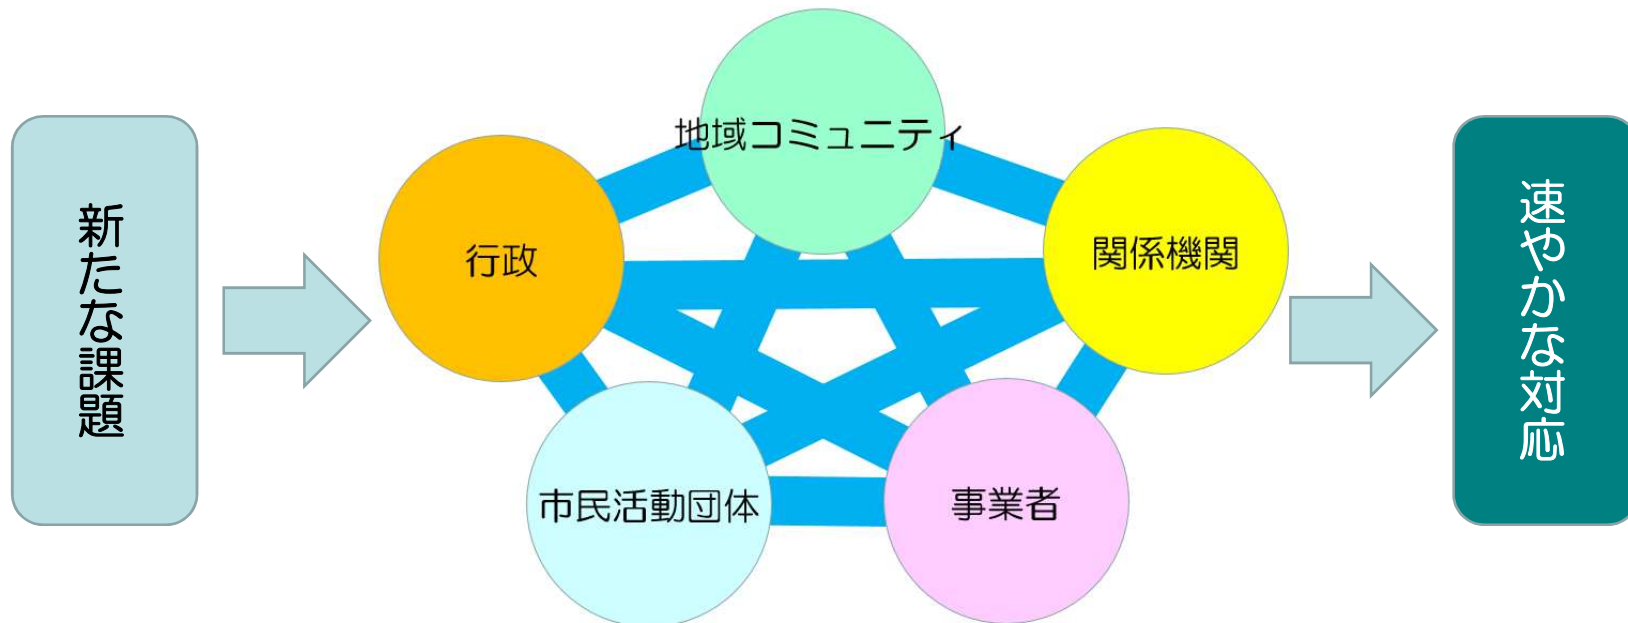 新たな課題
地域コミュニティ
行政
関係機関
市民活動団体
事業者
速やかな対応